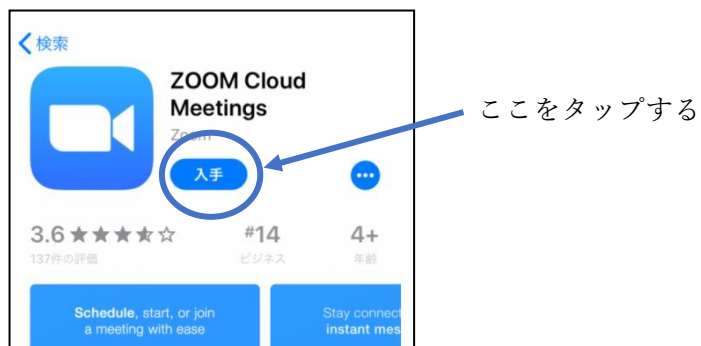 検索
ZOOM Cloud
Meetings
Zoom
入手
ここをタップする
3.6 ★★★★☆ #14 4+
137件の評価 ビジネス 年齢
Schedule, start, or join
a meeting with ease
Stay connect
instant mes